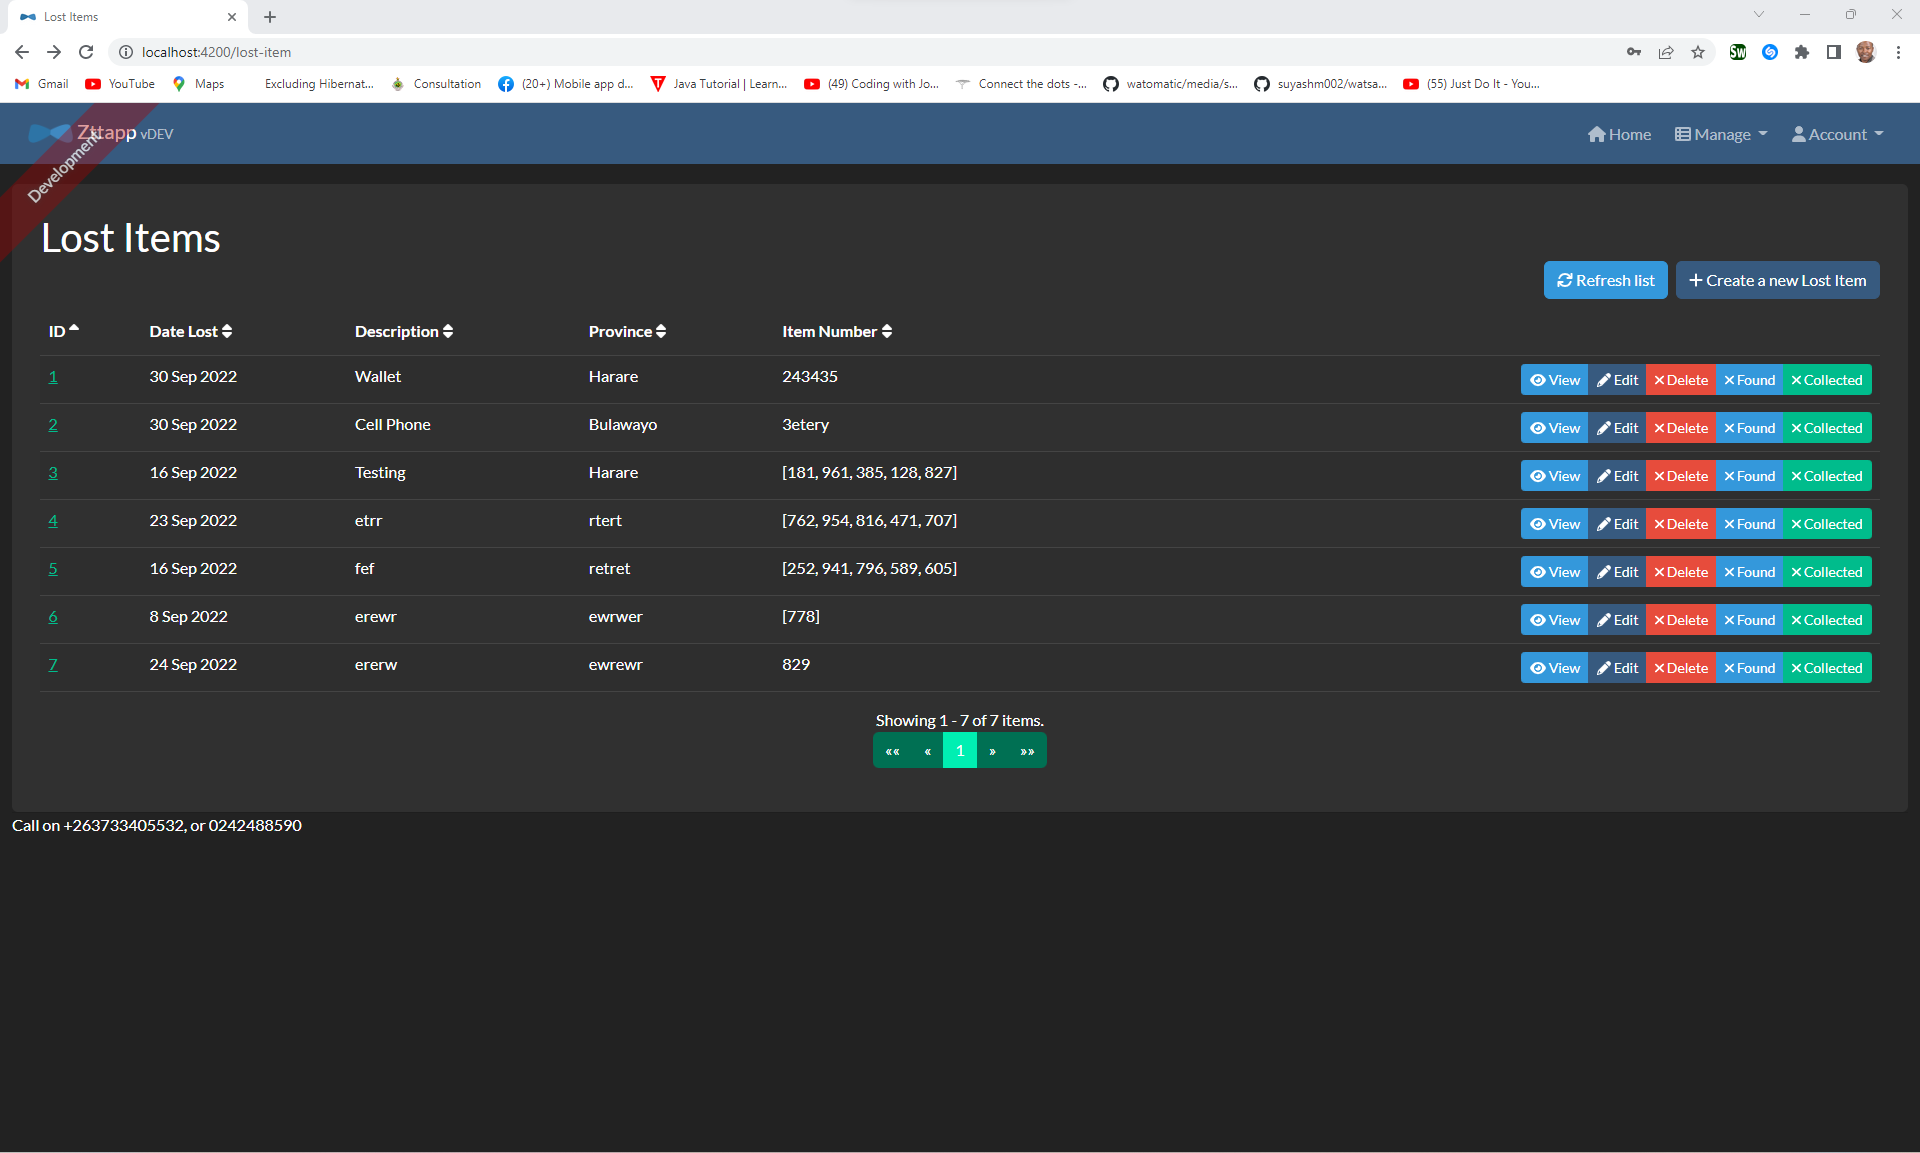 Lost Items
localhost:4200/lost-item
Gmail YouTube Maps Excluding Hibernat... Consultation (20+) Mobile app d... Java Tutorial | Learn... (49) Coding with Jo... Connect the dots -... watomatic/media/s... suyashm002/watsa... (55) Just Do It - You...
Zttapp vDEV
Home Manage Account
Development
Lost Items
Refresh list Create a new Lost Item
ID Date Lost Description Province Item Number
1 30 Sep 2022 Wallet Harare 243435 View Edit Delete Found Collected
2 30 Sep 2022 Cell Phone Bulawayo 3etery View Edit Delete Found Collected
3 16 Sep 2022 Testing Harare [181, 961, 385, 128, 827] View Edit Delete Found Collected
4 23 Sep 2022 etrr rtert [762, 954, 816, 471, 707] View Edit Delete Found Collected
5 16 Sep 2022 fef retret [252, 941, 796, 589, 605] View Edit Delete Found Collected
6 8 Sep 2022 erewr ewrwer [778] View Edit Delete Found Collected
7 24 Sep 2022 ererw ewrewr 829 View Edit Delete Found Collected
Showing 1 - 7 of 7 items.
«« « 1 » »»
Call on +263733405532, or 0242488590